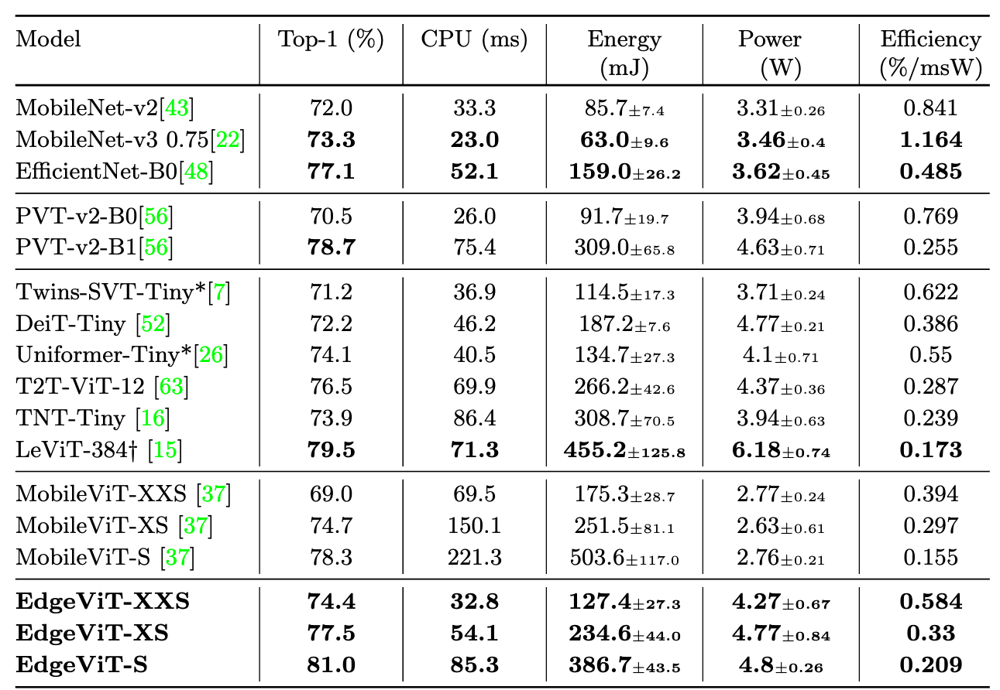 Model Top-1 (%) CPU (ms) Energy Power Efficiency
(mJ) (W) (%/msW)
MobileNet-v2[43] 72.0 33.3 85.7±7.4 3.31±0.26 0.841
MobileNet-v3 0.75[22] 73.3 23.0 63.0±9.6 3.46±0.4 1.164
EfficientNet-B0[48] 77.1 52.1 159.0±26.2 3.62±0.45 0.485
PVT-v2-B0[56] 70.5 26.0 91.7±19.7 3.94±0.68 0.769
PVT-v2-B1[56] 78.7 75.4 309.0±65.8 4.63±0.71 0.255
Twins-SVT-Tiny*[7] 71.2 36.9 114.5±17.3 3.71±0.24 0.622
DeiT-Tiny [52] 72.2 46.2 187.2±7.6 4.77±0.21 0.386
Uniformer-Tiny*[26] 74.1 40.5 134.7±27.3 4.1±0.71 0.55
T2T-ViT-12 [63] 76.5 69.9 266.2±42.6 4.37±0.36 0.287
TNT-Tiny [16] 73.9 86.4 308.7±70.5 3.94±0.63 0.239
LeViT-384† [15] 79.5 71.3 455.2±125.8 6.18±0.74 0.173
MobileViT-XXS [37] 69.0 69.5 175.3±28.7 2.77±0.24 0.394
MobileViT-XS [37] 74.7 150.1 251.5±81.1 2.63±0.61 0.297
MobileViT-S [37] 78.3 221.3 503.6±117.0 2.76±0.21 0.155
EdgeViT-XXS 74.4 32.8 127.4±27.3 4.27±0.67 0.584
EdgeViT-XS 77.5 54.1 234.6±44.0 4.77±0.84 0.33
EdgeViT-S 81.0 85.3 386.7±43.5 4.8±0.26 0.209